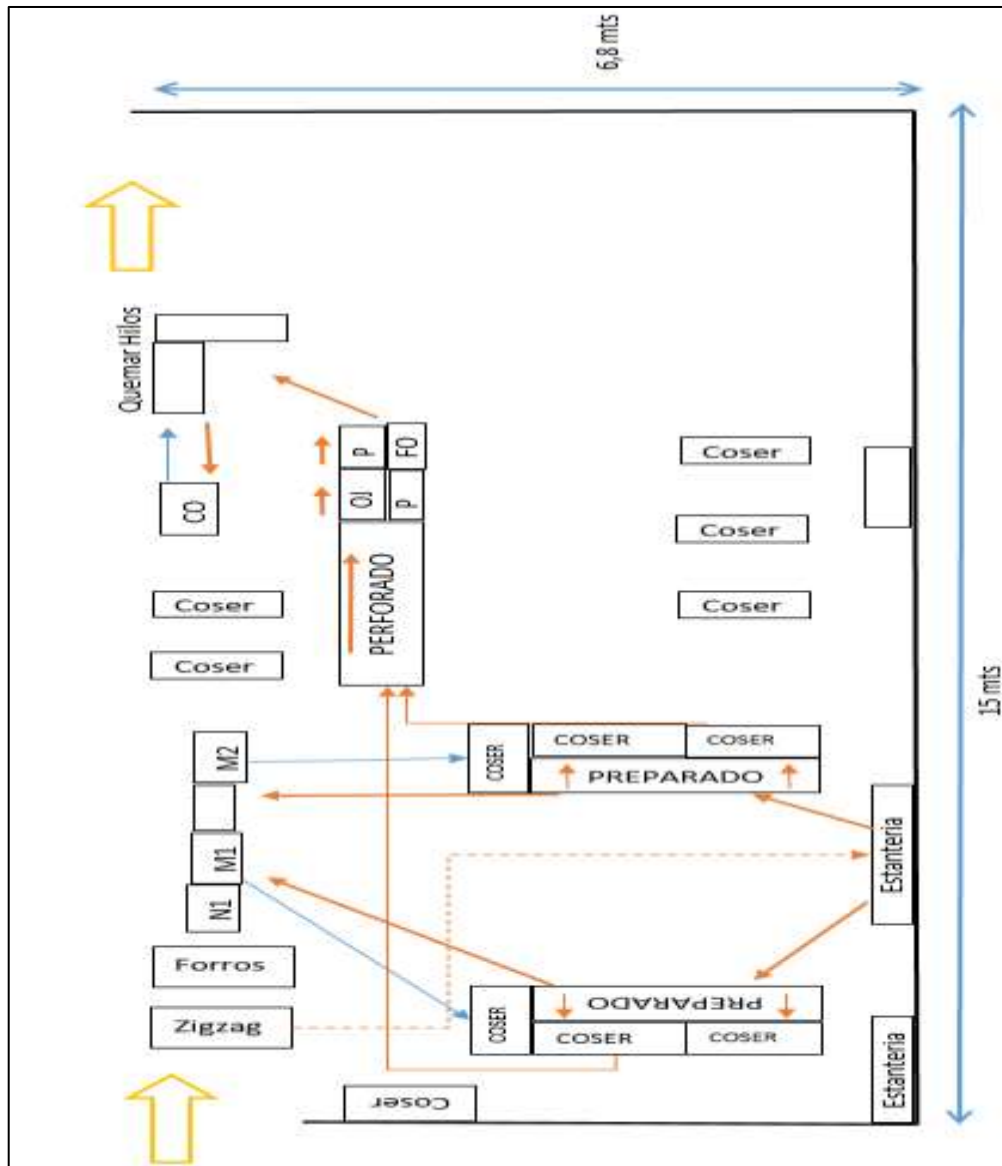 6,8 mts
Quemar Hilos
CO
P
FO
OJ
P
PERFORADO
Coser
Coser
Coser
Coser
Coser
M2
COSER
COSER
COSER
PREPARADO
M1
N1
Estanteria
15 mts
Forros
Zigzag
COSER
PREPARADO
COSER
COSER
Coser
Estanteria